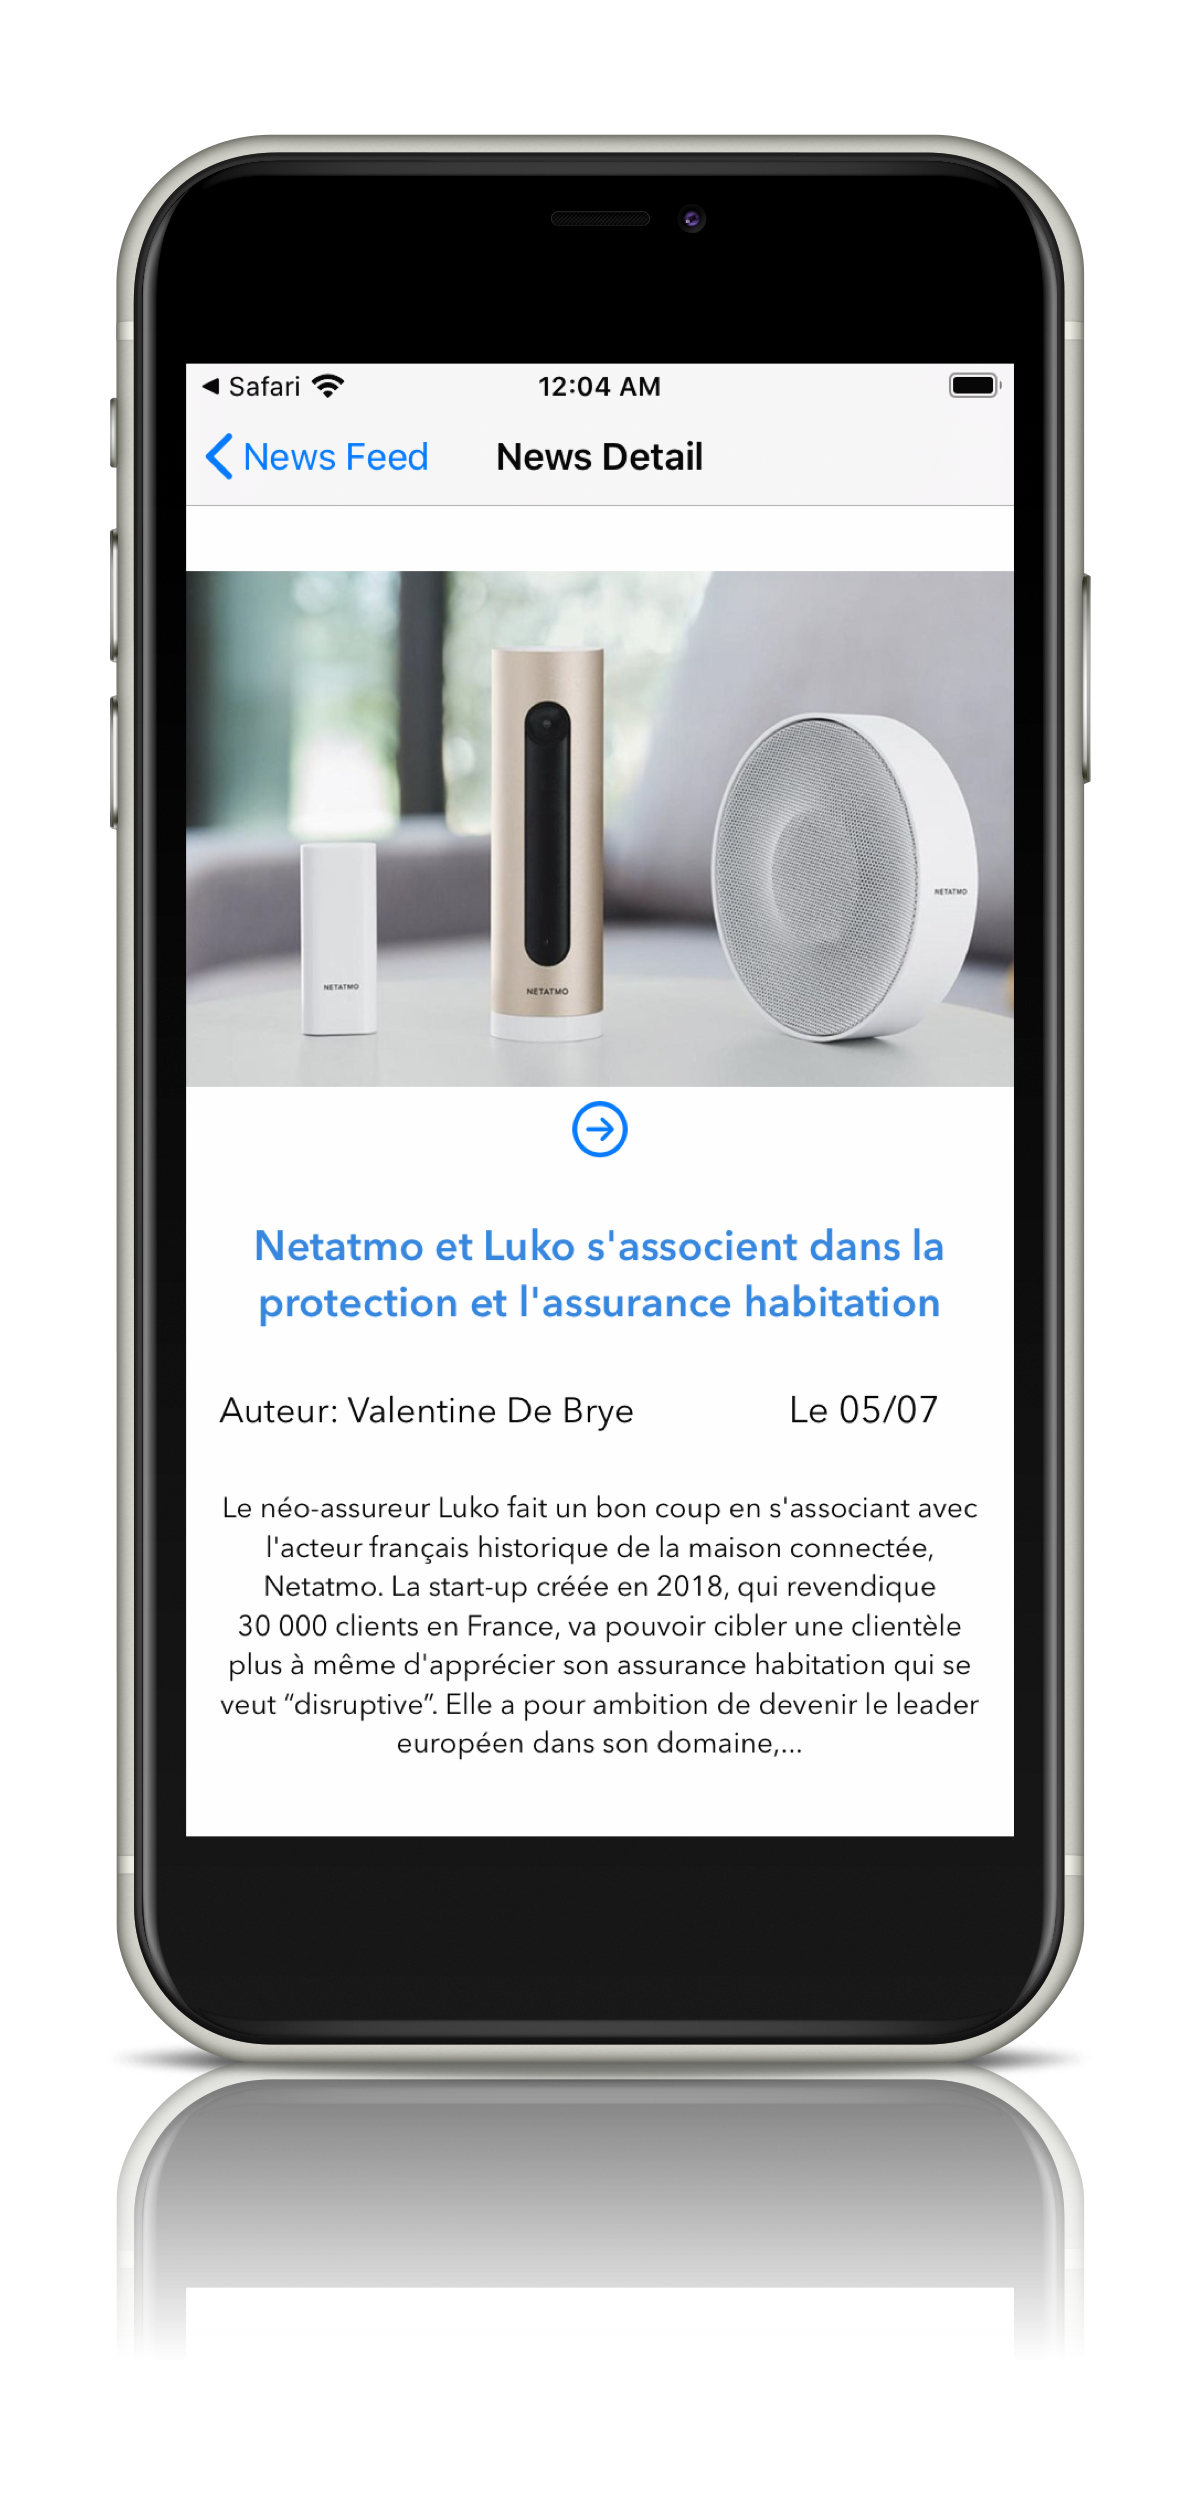 Safari 12:04 AM
News Feed News Detail
NETATMO
NETATMO
NETATMO
Netatmo et Luko s'associent dans la
protection et l'assurance habitation
Auteur: Valentine De Brye Le 05/07
Le néo-assureur Luko fait un bon coup en s'associant avec
l'acteur français historique de la maison connectée,
Netatmo. La start-up créée en 2018, qui revendique
30 000 clients en France, va pouvoir cibler une clientèle
plus à même d'apprécier son assurance habitation qui se
veut “disruptive”. Elle a pour ambition de devenir le leader
européen dans son domaine,...